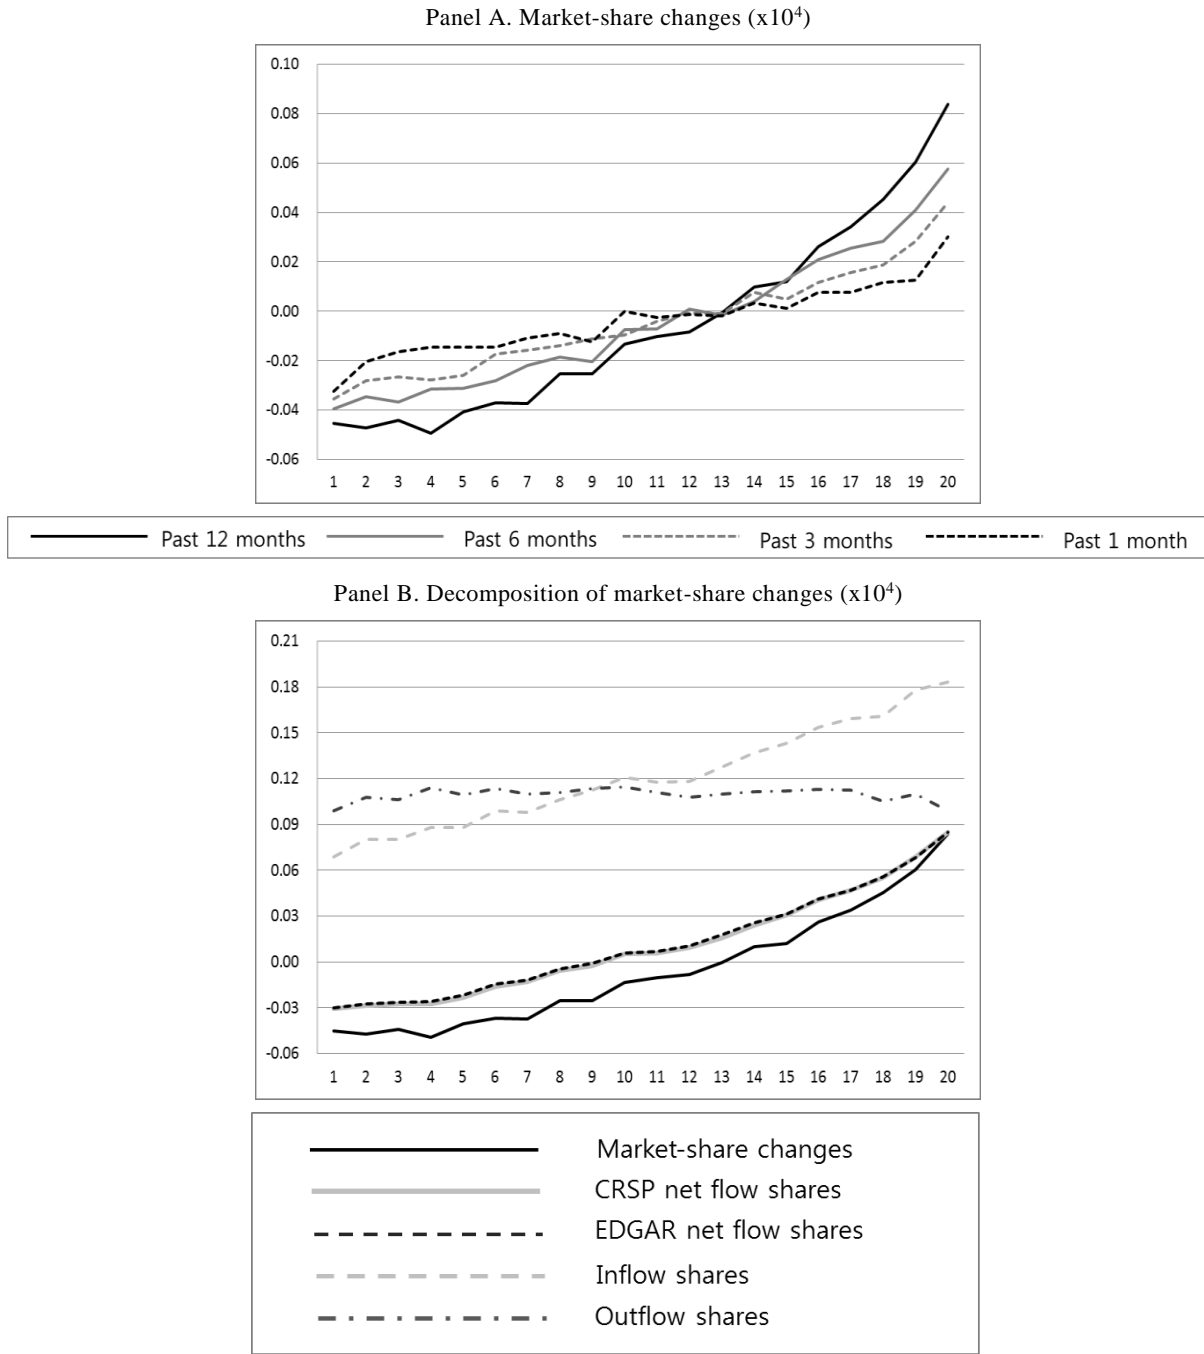 Panel A. Market-share changes (x10⁴)
0.10
0.08
0.06
0.04
0.02
0.00
-0.02
-0.04
-0.06
1 2 3 4 5 6 7 8 9 10 11 12 13 14 15 16 17 18 19 20
Past 12 months Past 6 months Past 3 months Past 1 month
Panel B. Decomposition of market-share changes (x10⁴)
0.21
0.18
0.15
0.12
0.09
0.06
0.03
0.00
-0.03
-0.06
1 2 3 4 5 6 7 8 9 10 11 12 13 14 15 16 17 18 19 20
Market-share changes
CRSP net flow shares
EDGAR net flow shares
Inflow shares
Outflow shares